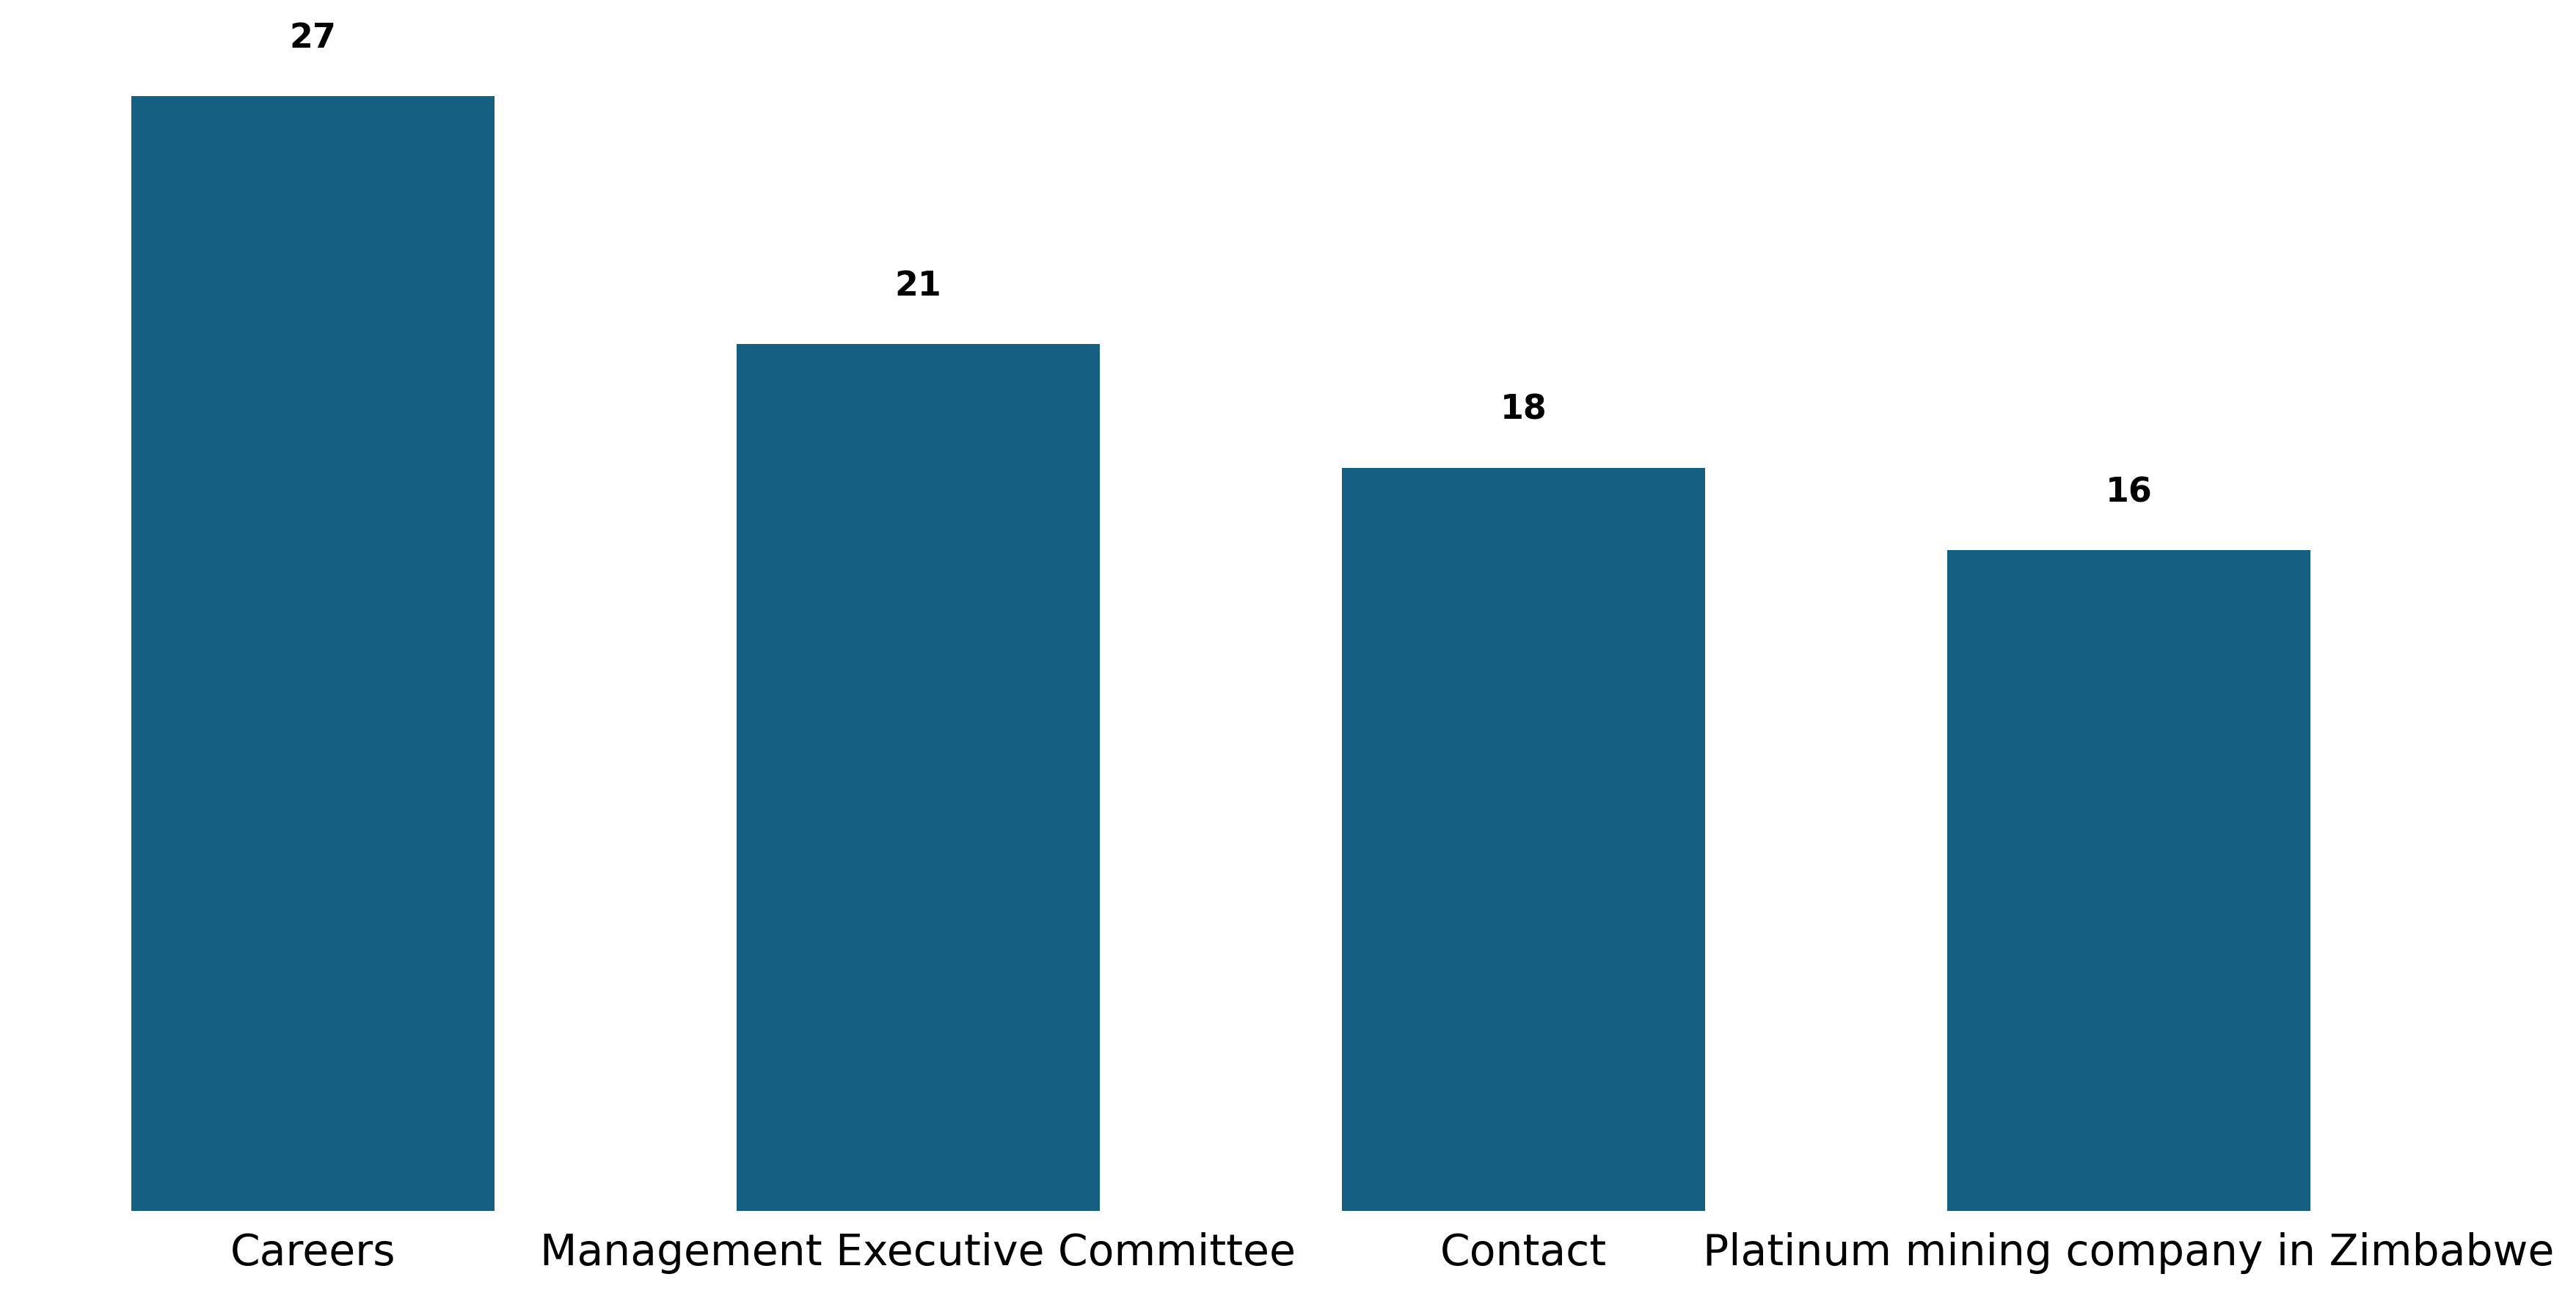 27
21
18
16
Careers
Management Executive Committee
Contact
Platinum mining company in Zimbabwe